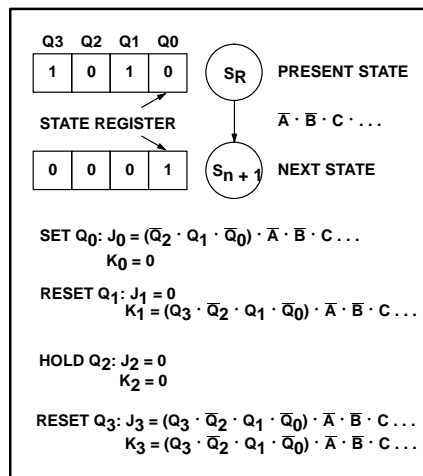 Q3 Q2 Q1 Q0
1 0 1 0
SR
PRESENT STATE
STATE REGISTER
A̅ · B̅ · C · . . .
0 0 0 1
Sn + 1
NEXT STATE
SET Q0: J0 = (Q̅2 · Q1 · Q̅0) · A̅ · B̅ · C . . .
K0 = 0
RESET Q1: J1 = 0
K1 = (Q3 · Q̅2 · Q1 · Q̅0) · A̅ · B̅ · C . . .
HOLD Q2: J2 = 0
K2 = 0
RESET Q3: J3 = (Q3 · Q̅2 · Q1 · Q̅0) · A̅ · B̅ · C . . .
K3 = (Q3 · Q̅2 · Q1 · Q̅0) · A̅ · B̅ · C . . .